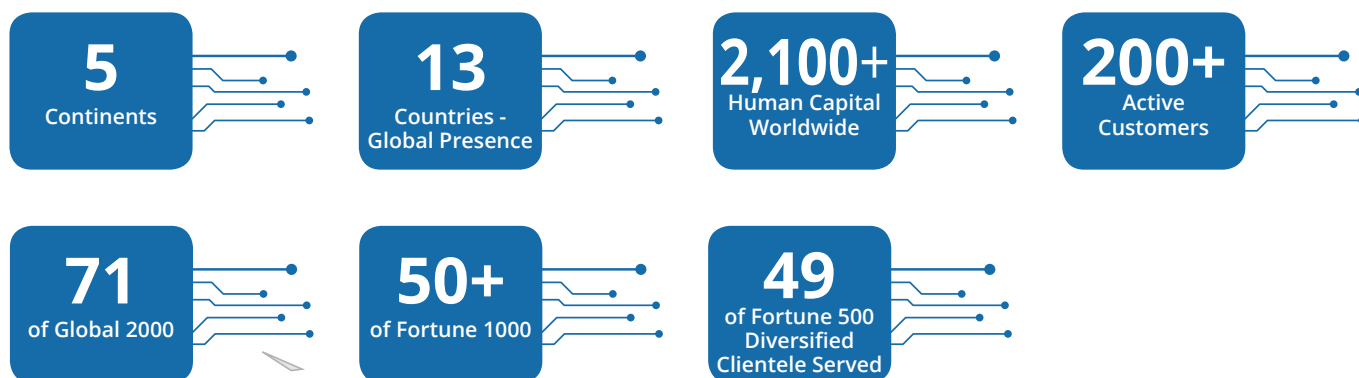 5
Continents
13
Countries -
Global Presence
2,100+
Human Capital
Worldwide
200+
Active
Customers
71
of Global 2000
50+
of Fortune 1000
49
of Fortune 500
Diversified
Clientele Served